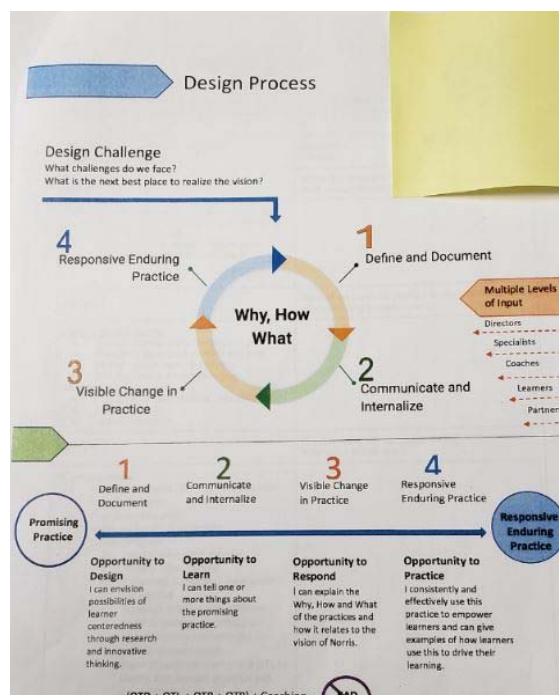 Design Process
Design Challenge
What challenges do we face?
What is the next best place to realize the vision?
4
Responsive Enduring
Practice
1
Define and Document
Why, How
What
3
Visible Change in
Practice
2
Communicate and
Internalize
Multiple Levels
of Input
Directors
Specialists
Coaches
Learners
Partner
1
Define and
Document
2
Communicate
and Internalize
3
Visible Change
in Practice
4
Responsive
Enduring Practice
Promising
Practice
Responsive
Enduring
Practice
Opportunity to
Design
I can envision
possibilities of
learner
centeredness
through research
and innovative
thinking.
Opportunity to
Learn
I can tell one or
more things about
the promising
practice.
Opportunity to
Respond
I can explain the
Why, How and What
of the practices and
how it relates to the
vision of Norris.
Opportunity to
Practice
I consistently and
effectively use this
practice to empower
learners and can give
examples of how learners
use this to drive their
learning.
Coaching